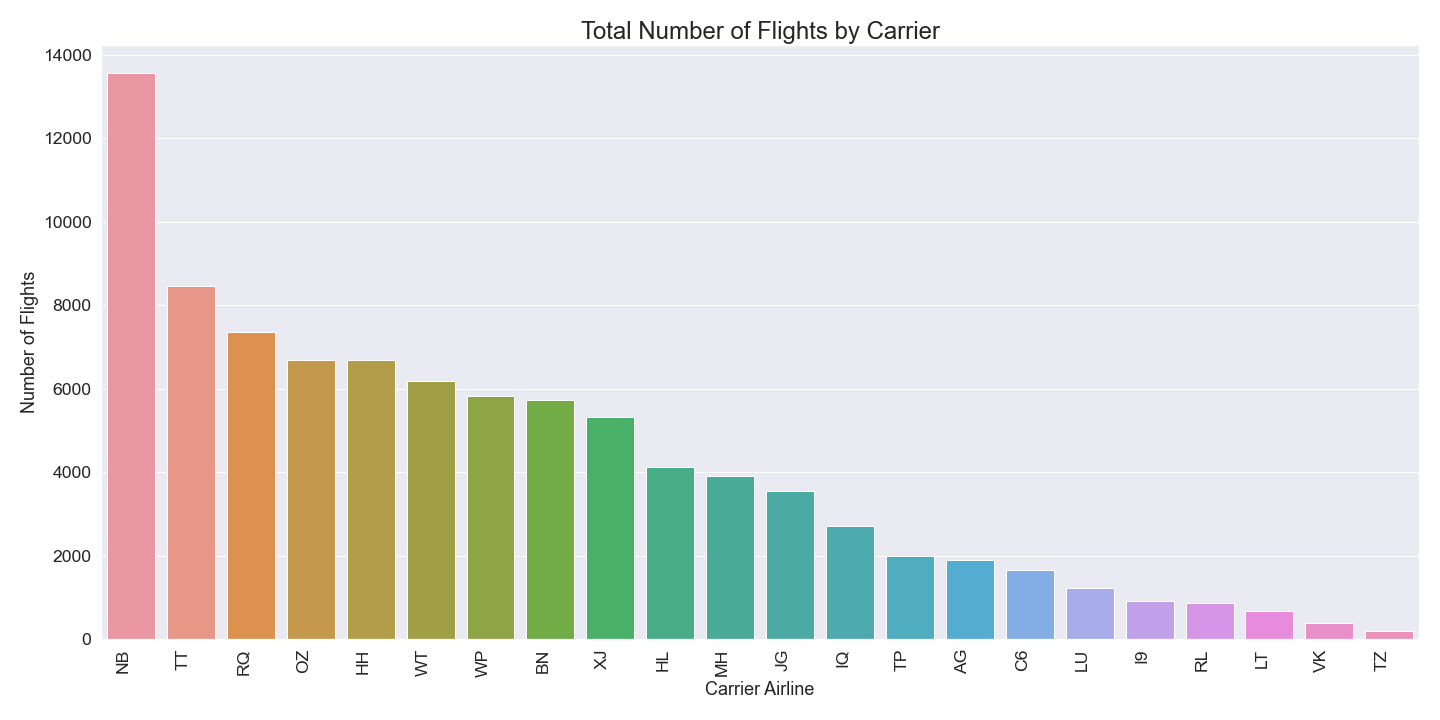 Total Number of Flights by Carrier
14000
12000
10000
8000
6000
4000
2000
0
Number of Flights
NB TT RQ OZ HH WT WP BN XJ HL MH JG IQ TP AG C6 LU I9 RL LT VK TZ
Carrier Airline